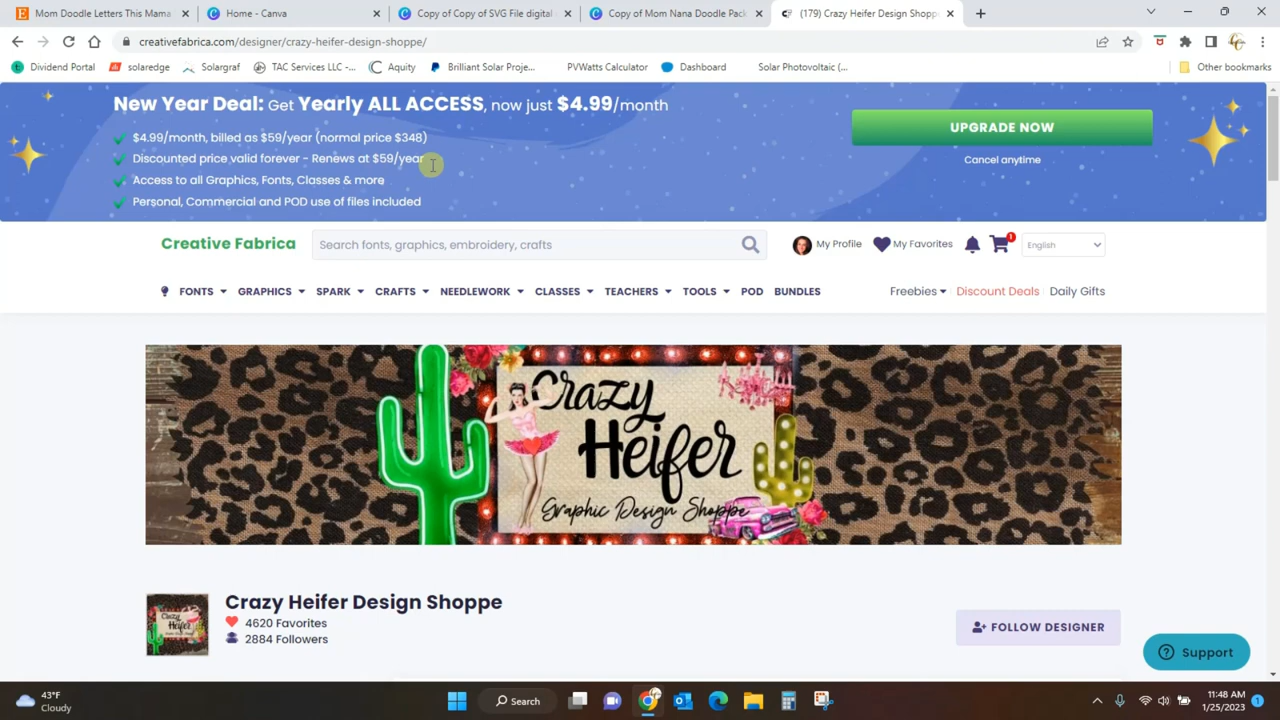 Mom Doodle Letters This Mama
Home - Canva
Copy of Copy of SVG File digital
Copy of Mom Nana Doodle Pack
(179) Crazy Heifer Design Shoppe
creativefabrica.com/designer/crazy-heifer-design-shoppe/
Dividend Portal
solaredge
Solargraf
TAC Services LLC -...
Aquity
Brilliant Solar Proje...
PVWatts Calculator
Dashboard
Solar Photovoltaic (...
Other bookmarks
New Year Deal: Get Yearly ALL ACCESS, now just $4.99/month
$4.99/month, billed as $59/year (normal price $348)
Discounted price valid forever - Renews at $59/year
Access to all Graphics, Fonts, Classes & more
Personal, Commercial and POD use of files included
UPGRADE NOW
Cancel anytime
Creative Fabrica
Search fonts, graphics, embroidery, crafts
My Profile
My Favorites
1
English
FONTS
GRAPHICS
SPARK
CRAFTS
NEEDLEWORK
CLASSES
TEACHERS
TOOLS
POD
BUNDLES
Freebies
Discount Deals
Daily Gifts
Crazy
Heifer
Graphic Design Shoppe
Crazy Heifer Design Shoppe
4620 Favorites
2884 Followers
FOLLOW DESIGNER
Support
43°F
Cloudy
Search
11:48 AM
1/25/2023
1